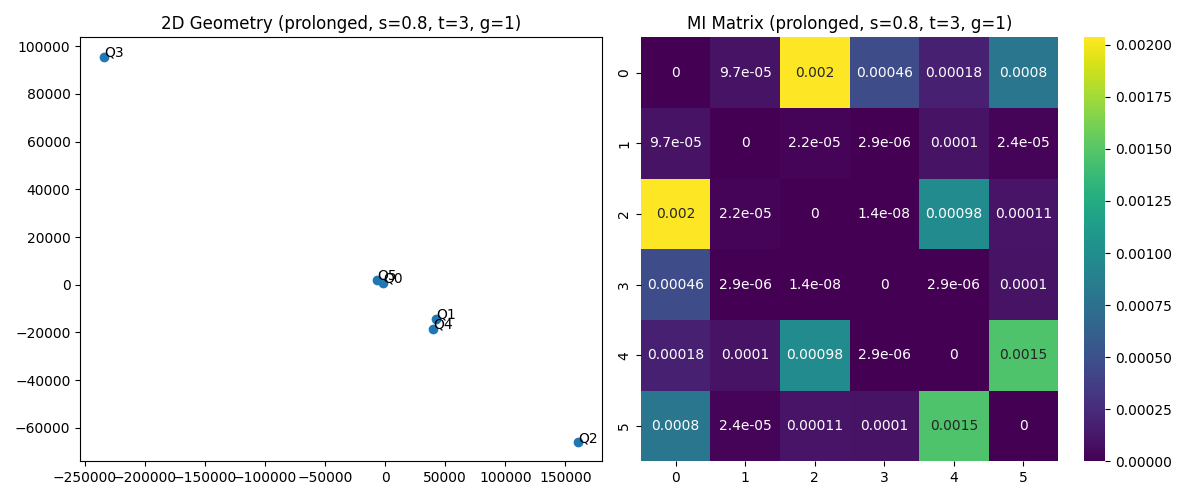 2D Geometry (prolonged, s=0.8, t=3, g=1)
100000
80000
60000
40000
20000
0
−20000
−40000
−60000
−250000 −200000 −150000 −100000 −50000 0 50000 100000 150000
Q3
Q5
Q0
Q1
Q4
Q2
MI Matrix (prolonged, s=0.8, t=3, g=1)
0 0 9.7e-05 0.002 0.00046 0.00018 0.0008
1 9.7e-05 0 2.2e-05 2.9e-06 0.0001 2.4e-05
2 0.002 2.2e-05 0 1.4e-08 0.00098 0.00011
3 0.00046 2.9e-06 1.4e-08 0 2.9e-06 0.0001
4 0.00018 0.0001 0.00098 2.9e-06 0 0.0015
5 0.0008 2.4e-05 0.00011 0.0001 0.0015 0
0 1 2 3 4 5
0.00200
0.00175
0.00150
0.00125
0.00100
0.00075
0.00050
0.00025
0.00000